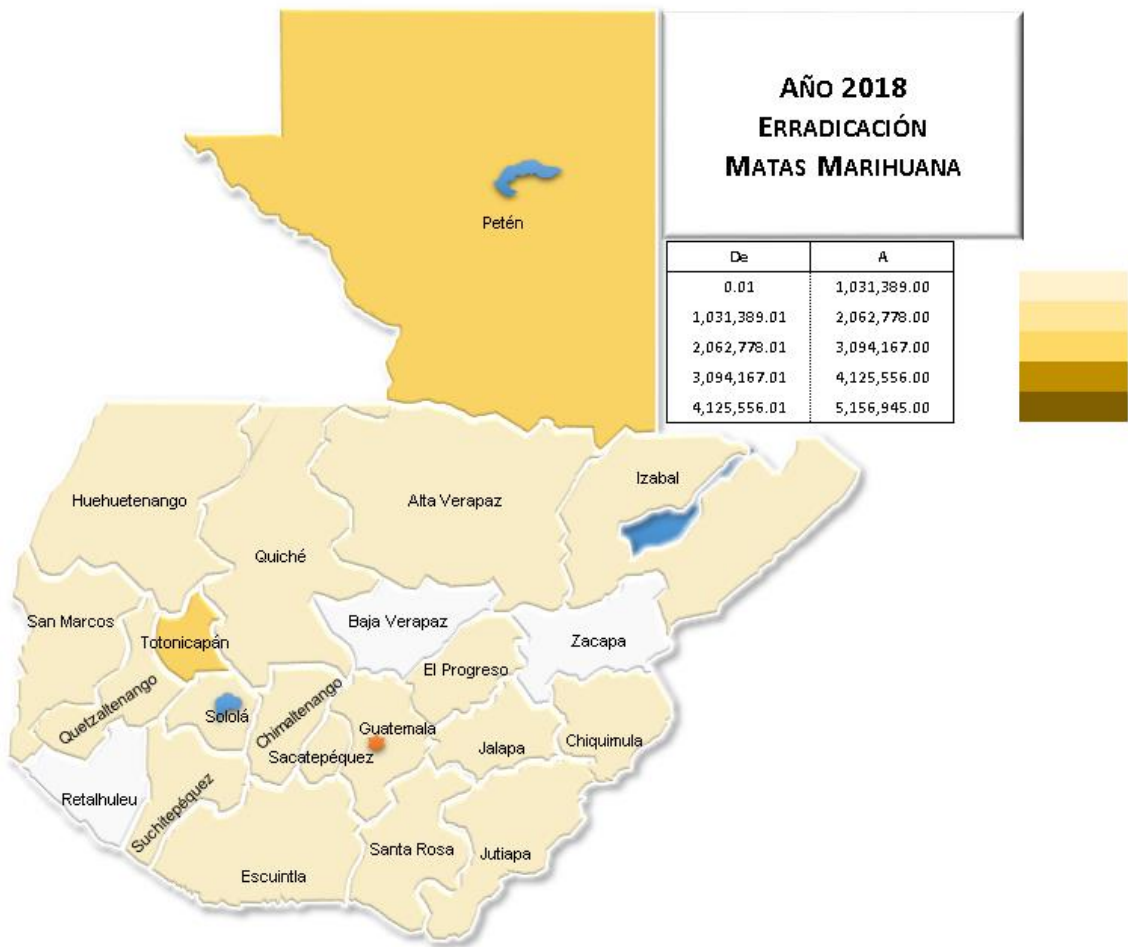 AÑO 2018
ERRADICACIÓN
MATAS MARIHUANA
De A
0.01 1,031,389.00
1,031,389.01 2,062,778.00
2,062,778.01 3,094,167.00
3,094,167.01 4,125,556.00
4,125,556.01 5,156,945.00
Petén
Izabal
Huehuetenango
Alta Verapaz
Quiché
San Marcos
Baja Verapaz
Totonicapán
Zacapa
El Progreso
Quetzaltenango
Sololá
Chimaltenango
Guatemala
Jalapa
Chiquimula
Sacatepéquez
Retalhuleu
Suchitepéquez
Santa Rosa
Jutiapa
Escuintla